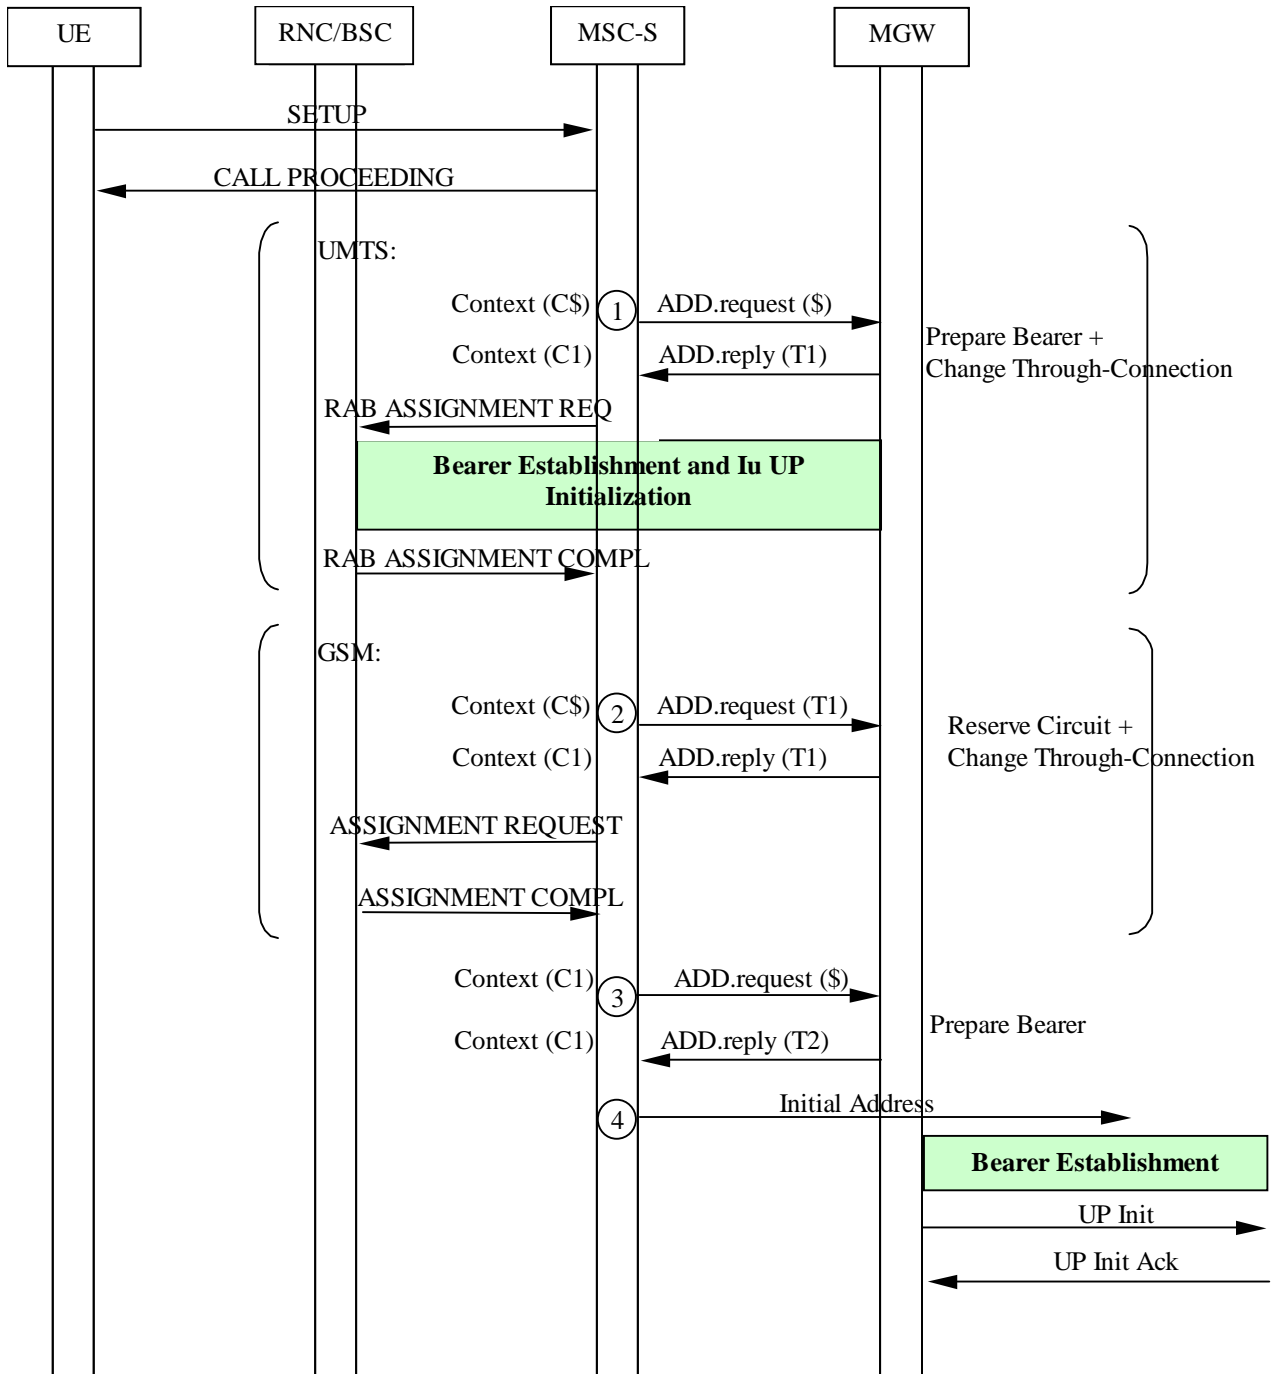 UE
RNC/BSC
MSC-S
MGW
SETUP
CALL PROCEEDING
UMTS:
Context (C$)
1
ADD.request ($)
Prepare Bearer +
Change Through-Connection
Context (C1)
ADD.reply (T1)
RAB ASSIGNMENT REQ
Bearer Establishment and Iu UP
Initialization
RAB ASSIGNMENT COMPL
GSM:
Context (C$)
2
ADD.request (T1)
Reserve Circuit +
Change Through-Connection
Context (C1)
ADD.reply (T1)
ASSIGNMENT REQUEST
ASSIGNMENT COMPL
Context (C1)
3
ADD.request ($)
Prepare Bearer
Context (C1)
ADD.reply (T2)
4
Initial Address
Bearer Establishment
UP Init
UP Init Ack